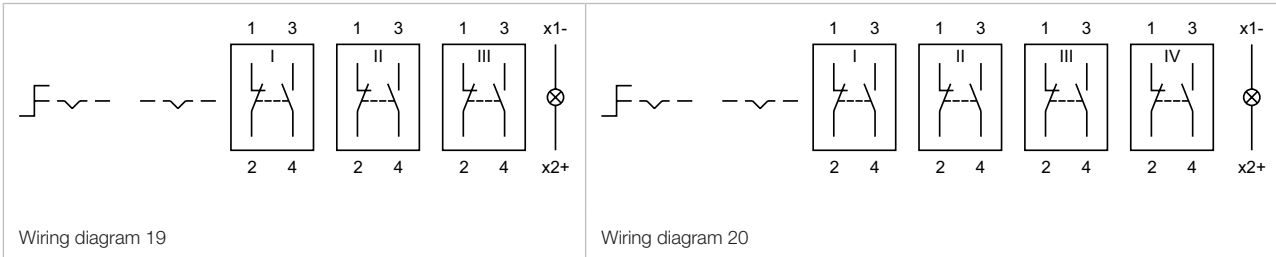 1 3 1 3 1 3 x1-
I II III
2 4 2 4 2 4 x2+
Wiring diagram 19
1 3 1 3 1 3 1 3 x1-
I II III IV
2 4 2 4 2 4 2 4 x2+
Wiring diagram 20